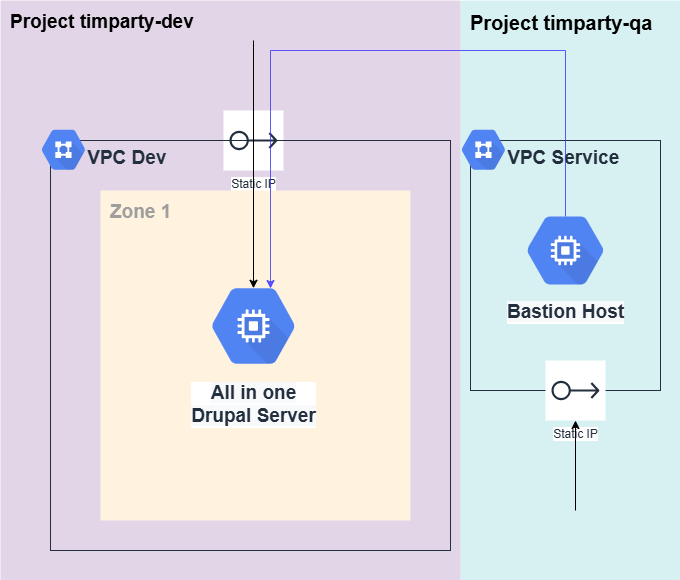 Project timparty-dev
Project timparty-qa
VPC Dev
VPC Service
Static IP
Zone 1
Bastion Host
All in one
Drupal Server
Static IP